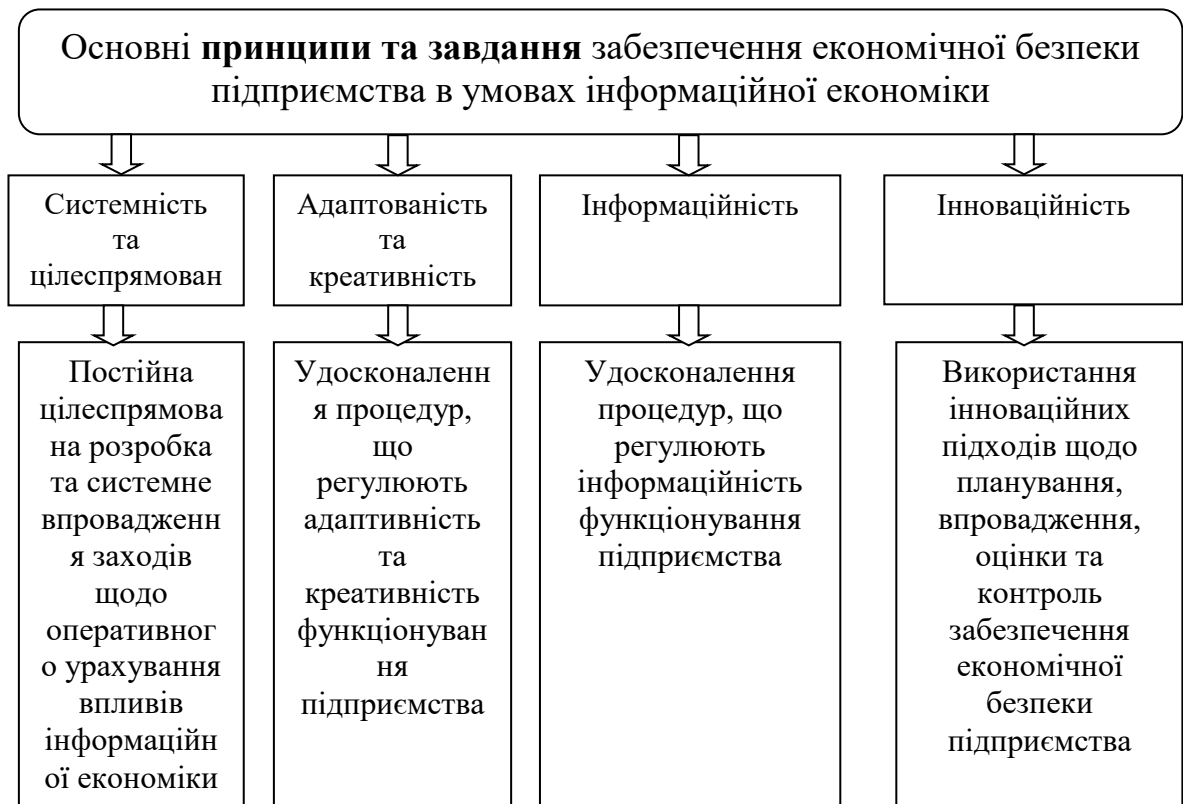 Основні принципи та завдання забезпечення економічної безпеки
підприємства в умовах інформаційної економіки
Системність
та
цілеспрямован
Адаптованість
та
креативність
Інформаційність
Інноваційність
Постійна
цілеспрямова
на розробка
та системне
впровадженн
я заходів
щодо
оперативног
о урахування
впливів
інформаційн
ої економіки
Удосконаленн
я процедур,
що
регулюють
адаптивність
та
креативність
функціонуван
ня
підприємства
Удосконалення
процедур, що
регулюють
інформаційність
функціонування
підприємства
Використання
інноваційних
підходів щодо
планування,
впровадження,
оцінки та
контроль
забезпечення
економічної
безпеки
підприємства